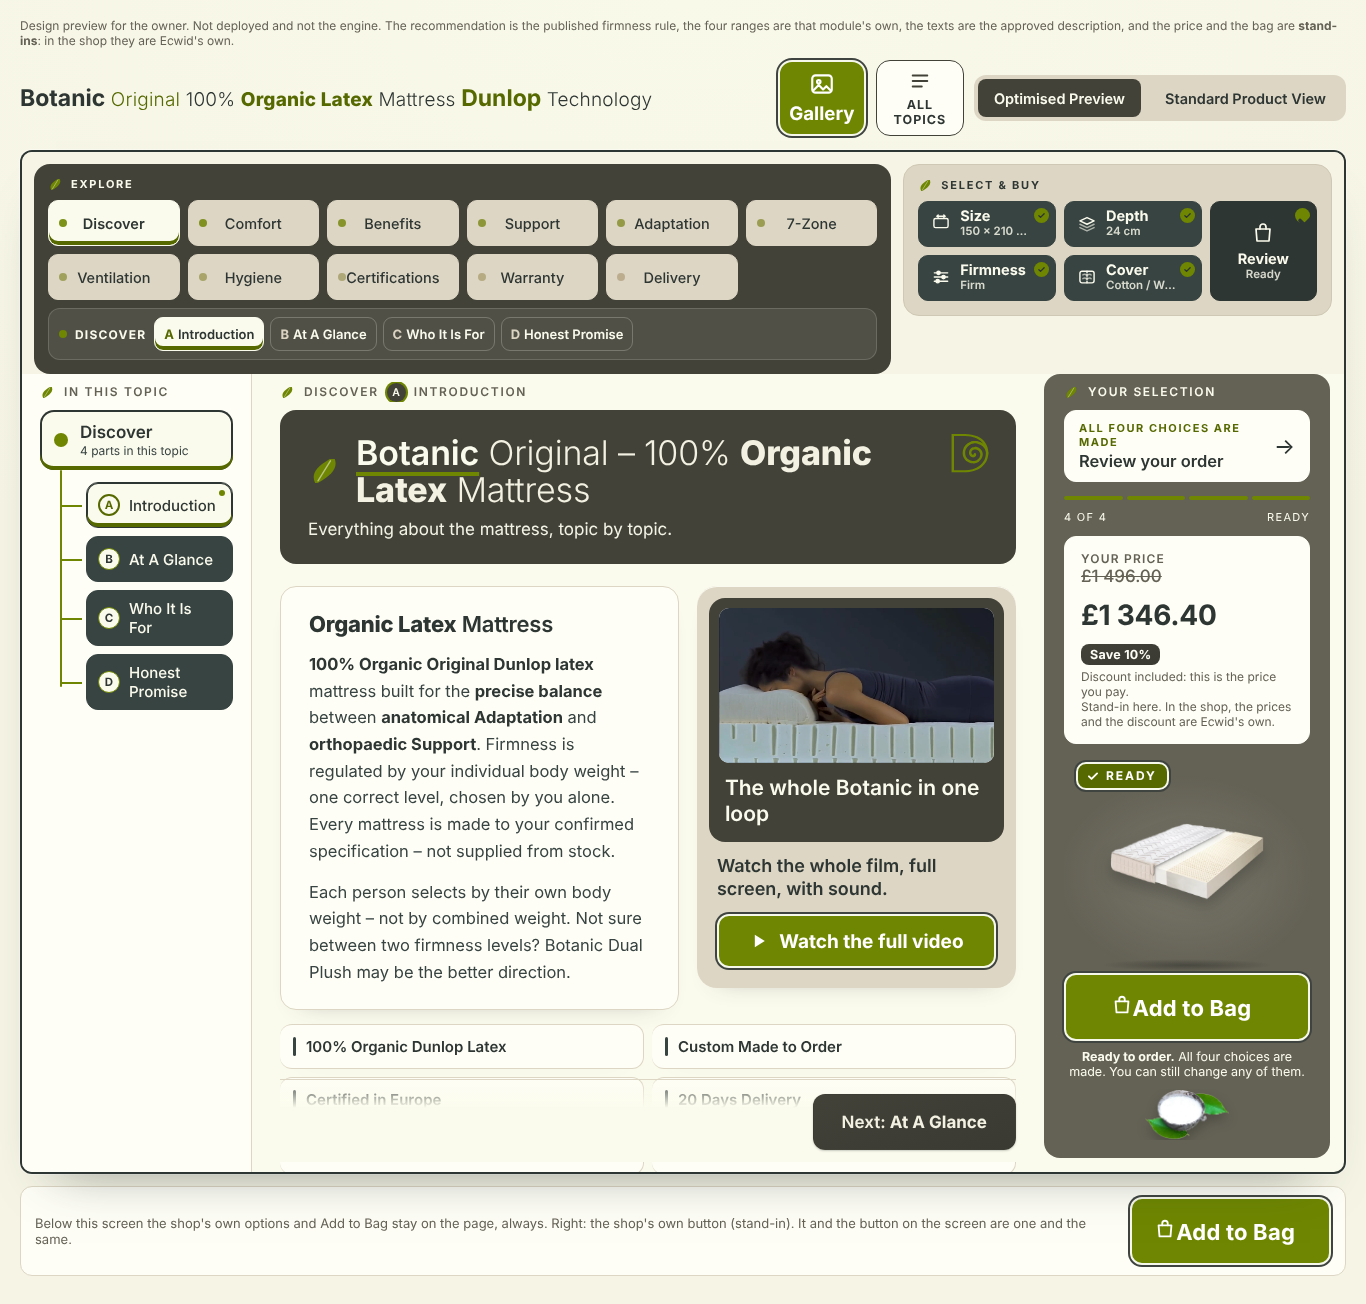 Design preview for the owner. Not deployed and not the engine. The recommendation is the published firmness rule, the four ranges are that module's own, the texts are the approved description, and the price and the bag are stand-
ins: in the shop they are Ecwid's own.
Botanic Original 100% Organic Latex Mattress Dunlop Technology
Gallery
ALL
TOPICS
Optimised Preview
Standard Product View
EXPLORE
Discover
Comfort
Benefits
Support
Adaptation
7-Zone
Ventilation
Hygiene
Certifications
Warranty
Delivery
DISCOVER
A Introduction
B At A Glance
C Who It Is For
D Honest Promise
SELECT & BUY
Size
150 × 210 ...
Depth
24 cm
Firmness
Firm
Cover
Cotton / W...
Review
Ready
IN THIS TOPIC
Discover
4 parts in this topic
A Introduction
B At A Glance
C Who It Is
For
D Honest
Promise
DISCOVER A INTRODUCTION
Botanic Original – 100% Organic
Latex Mattress
Everything about the mattress, topic by topic.
Organic Latex Mattress
100% Organic Original Dunlop latex
mattress built for the precise balance
between anatomical Adaptation and
orthopaedic Support. Firmness is
regulated by your individual body weight –
one correct level, chosen by you alone.
Every mattress is made to your confirmed
specification – not supplied from stock.
Each person selects by their own body
weight – not by combined weight. Not sure
between two firmness levels? Botanic Dual
Plush may be the better direction.
The whole Botanic in one
loop
Watch the whole film, full
screen, with sound.
Watch the full video
100% Organic Dunlop Latex
Custom Made to Order
Certified in Europe
20 Days Delivery
Next: At A Glance
YOUR SELECTION
ALL FOUR CHOICES ARE
MADE
Review your order
4 OF 4
READY
YOUR PRICE
£1 496.00
£1 346.40
Save 10%
Discount included: this is the price
you pay.
Stand-in here. In the shop, the prices
and the discount are Ecwid's own.
READY
Add to Bag
Ready to order. All four choices are
made. You can still change any of them.
Below this screen the shop's own options and Add to Bag stay on the page, always. Right: the shop's own button (stand-in). It and the button on the screen are one and the
same.
Add to Bag